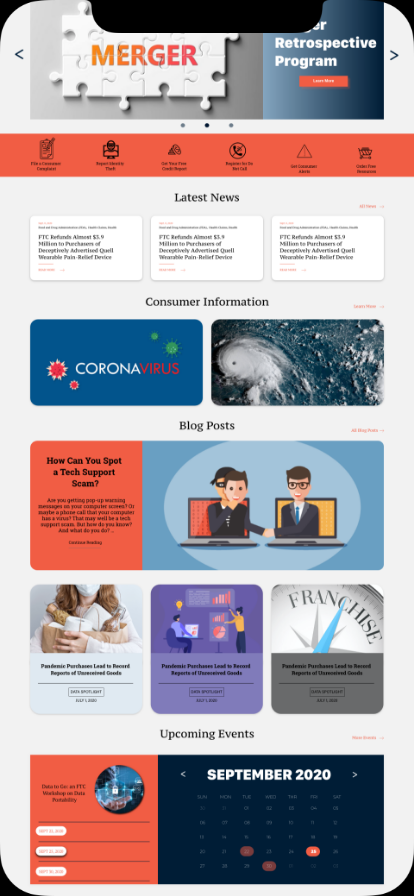 MERGER
Retrospective
Program
Learn More
<
>
File a Consumer
Complaint
Report Identity
Theft
Get Your Free
Credit Report
Register for Do
Not Call
Get Consumer
Alerts
Order Free
Resources
Latest News
All News
FTC Refunds Almost $3.9
Million to Purchasers of
Deceptively Advertised Quell
Wearable Pain-Relief Device
READ MORE
FTC Refunds Almost $3.9
Million to Purchasers of
Deceptively Advertised Quell
Wearable Pain-Relief Device
READ MORE
FTC Refunds Almost $3.9
Million to Purchasers of
Deceptively Advertised Quell
Wearable Pain-Relief Device
READ MORE
Consumer Information
Learn More
CORONAVIRUS
Blog Posts
All Blog Posts
How Can You Spot
a Tech Support
Scam?
Are you getting pop-up warning
messages on your computer screen? Or
maybe a phone call that your computer
has a virus? That may well be a tech
support scam. But how do you know?
And what do you do? ..
Continue Reading
FRANCHISE
Pandemic Purchases Lead to Record
Reports of Unreceived Goods
DATA SPOTLIGHT
JULY 1, 2020
Pandemic Purchases Lead to Record
Reports of Unreceived Goods
DATA SPOTLIGHT
JULY 1, 2020
Pandemic Purchases Lead to Record
Reports of Unreceived Goods
DATA SPOTLIGHT
JULY 1, 2020
Upcoming Events
Data to Go: an FTC
Workshop on Data
Portability
SEPT 22, 2020
< SEPTEMBER 2020 >
SUN MON TUE WED THU FRI SAT